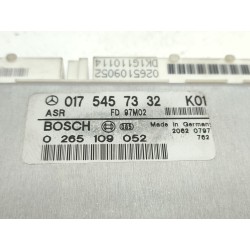 0265109052
DK1G110114
017 545 73 32 K01
ASR FD 97M02
BOSCH Made in Germany
0 265 109 052 2062 0797
762